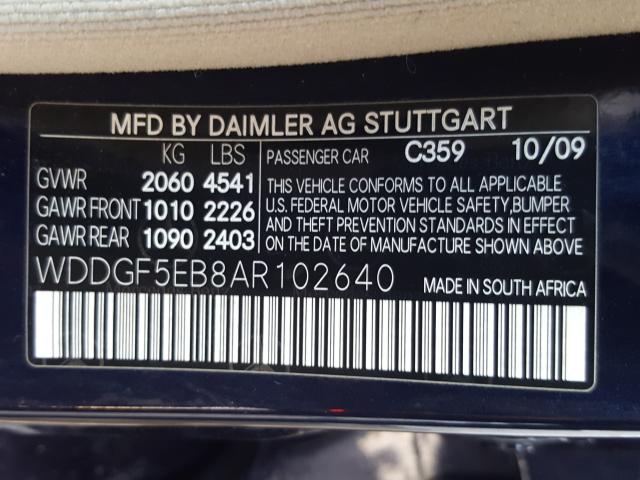 MFD BY DAIMLER AG STUTTGART
KG LBS PASSENGER CAR C359 10/09
GVWR 2060 4541
GAWR FRONT 1010 2226
GAWR REAR 1090 2403
THIS VEHICLE CONFORMS TO ALL APPLICABLE
U.S. FEDERAL MOTOR VEHICLE SAFETY, BUMPER
AND THEFT PREVENTION STANDARDS IN EFFECT
ON THE DATE OF MANUFACTURE SHOWN ABOVE
WDDGF5EB8AR102640 MADE IN SOUTH AFRICA